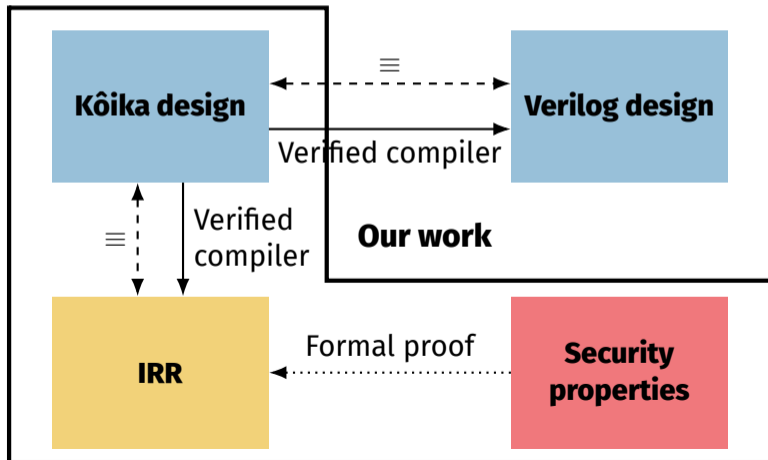 ≡
Kôika design
Verilog design
Verified compiler
Verified
compiler
≡
Our work
Formal proof
IRR
Security
properties